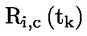 R_{i,c} (t_k)